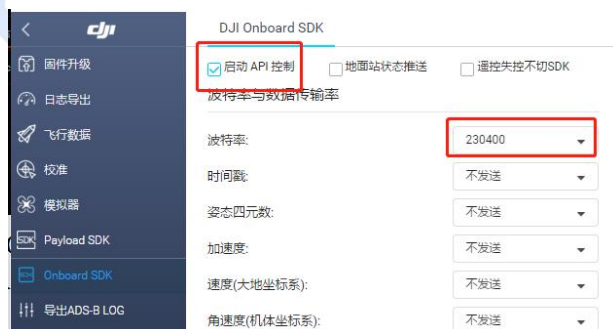 dji
DJI Onboard SDK
固件升级
启动 API 控制
地面站状态推送
遥控失控不切SDK
日志导出
波特率与数据传输率
飞行数据
波特率:
230400
校准
时间戳:
不发送
模拟器
姿态四元数:
不发送
SDK
Payload SDK
加速度:
不发送
Onboard SDK
速度(大地坐标系):
不发送
导出ADS-B LOG
角速度(机体坐标系):
不发送